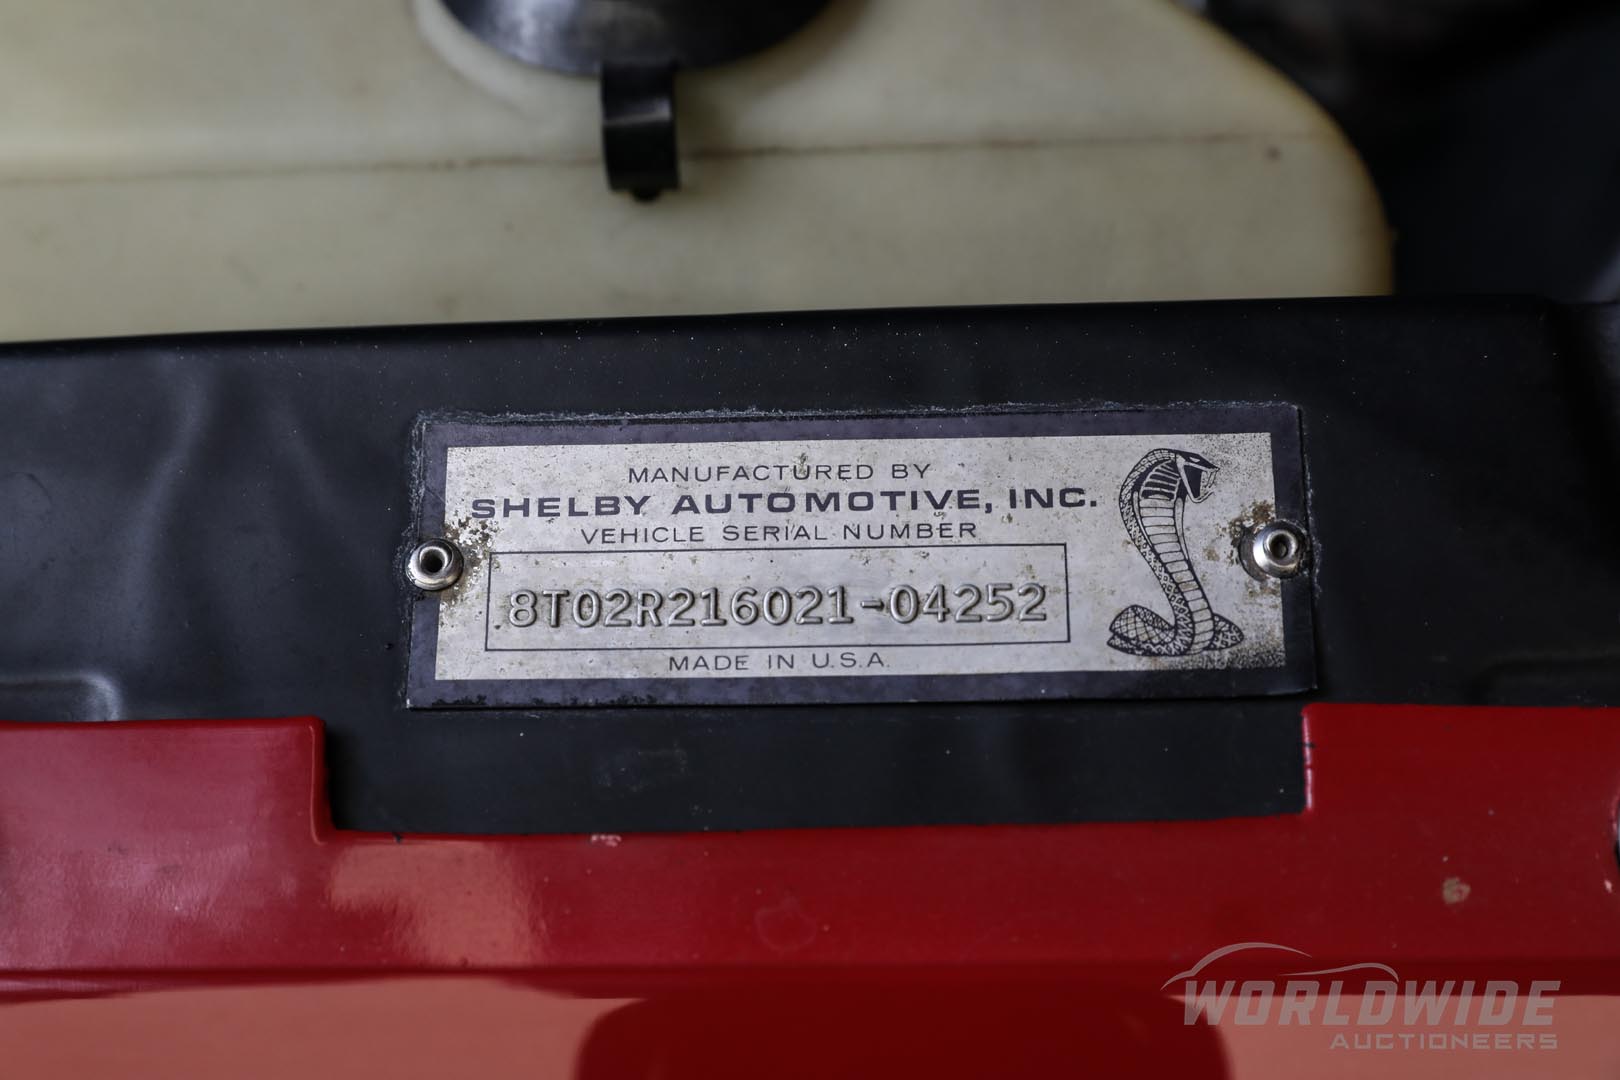 MANUFACTURED BY
SHELBY AUTOMOTIVE, INC.
VEHICLE SERIAL NUMBER
8T02R216021-04252
MADE IN U.S.A.
WORLDWIDE
AUCTIONEERS